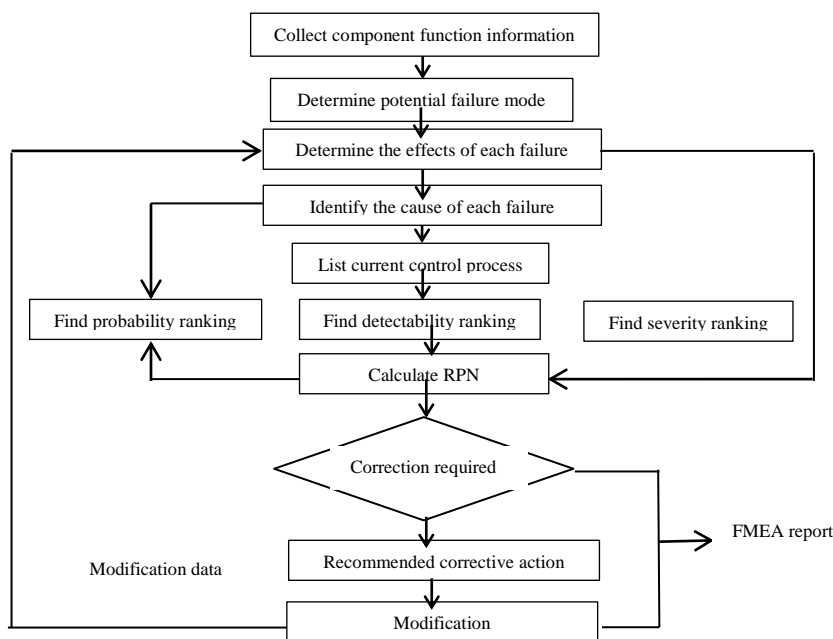 Collect component function information
Determine potential failure mode
Determine the effects of each failure
Identify the cause of each failure
List current control process
Find probability ranking
Find detectability ranking
Find severity ranking
Calculate RPN
Correction required
FMEA report
Recommended corrective action
Modification data
Modification